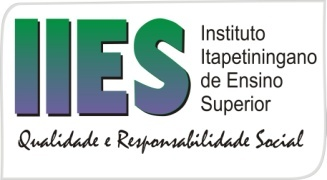 IIES
Instituto
Itapetiningano
de Ensino
Superior
Qualidade e Responsabilidade Social